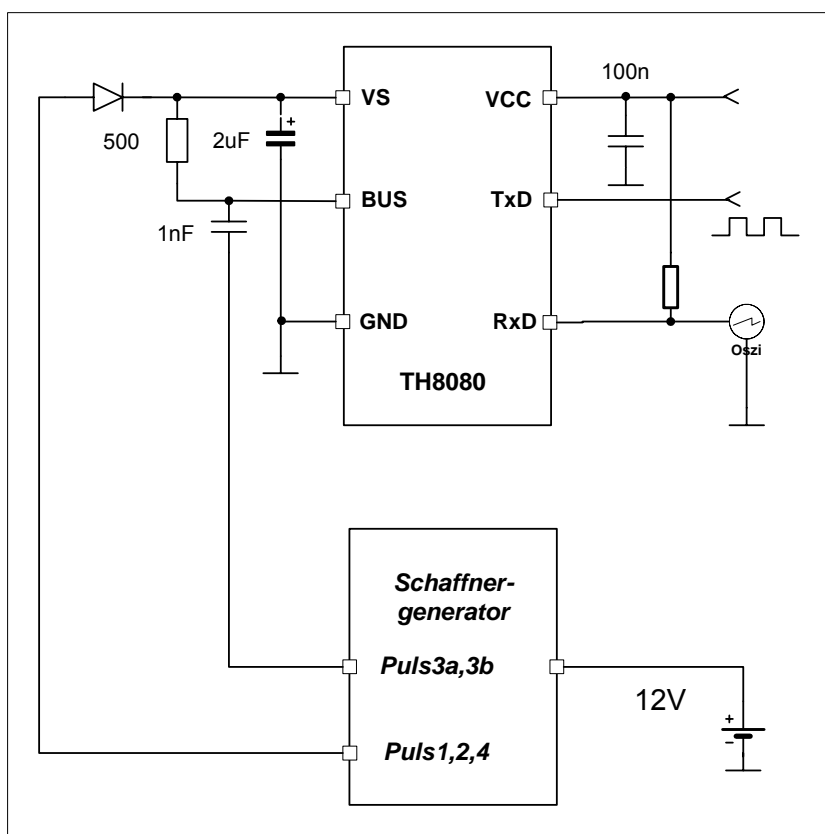 100n
VS
VCC
500
2uF
+
BUS
TxD
1nF
GND
RxD
Oszi
TH8080
Schaffner-
generator
Puls3a,3b
12V
+
−
Puls1,2,4